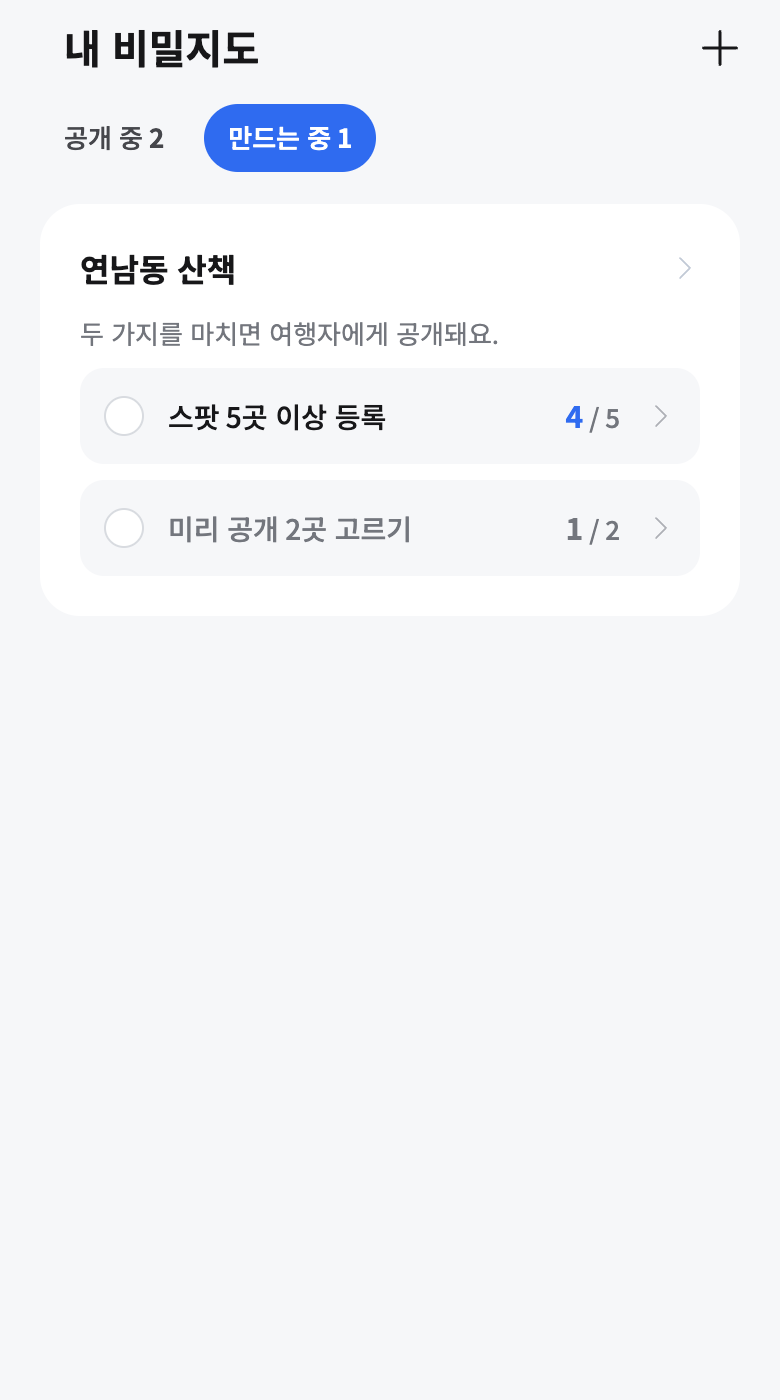 내 비밀지도
공개 중 2
만드는 중 1
연남동 산책
두 가지를 마치면 여행자에게 공개돼요.
스팟 5곳 이상 등록 4 / 5
미리 공개 2곳 고르기 1 / 2